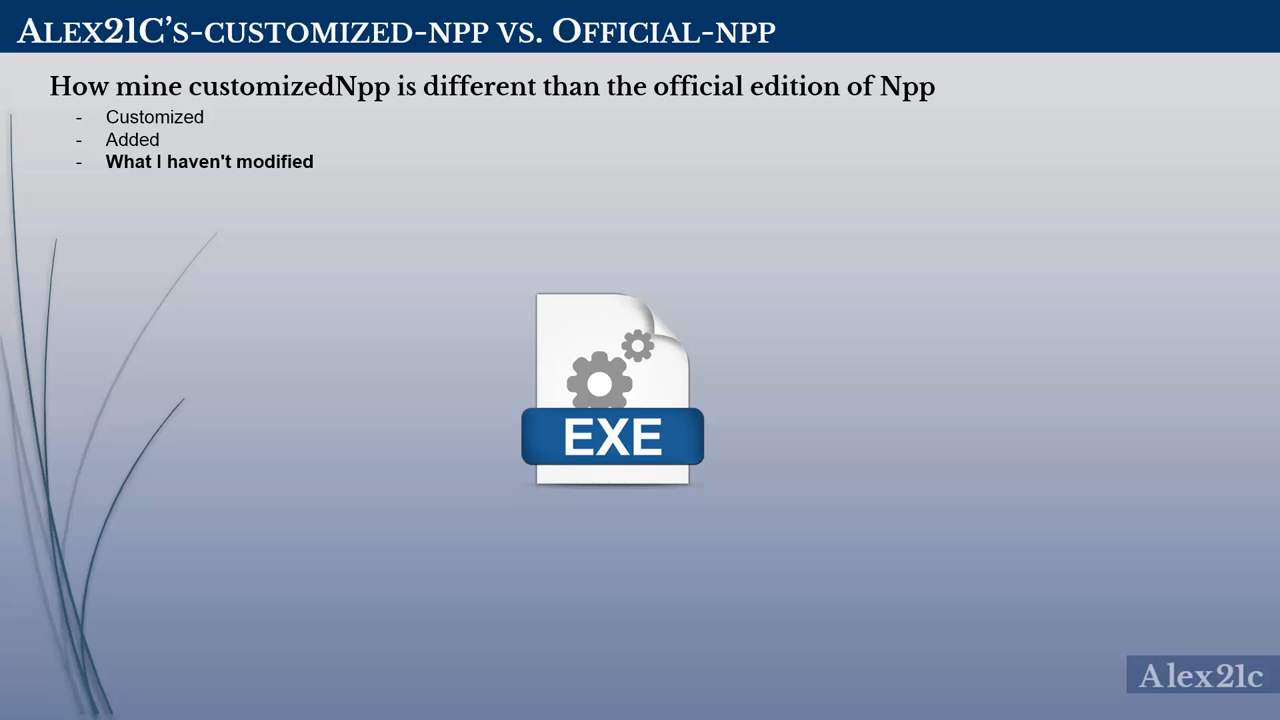 Alex21C's-customized-npp vs. Official-npp
How mine customizedNpp is different than the official edition of Npp
- Customized
- Added
- What I haven't modified
EXE
Alex21c